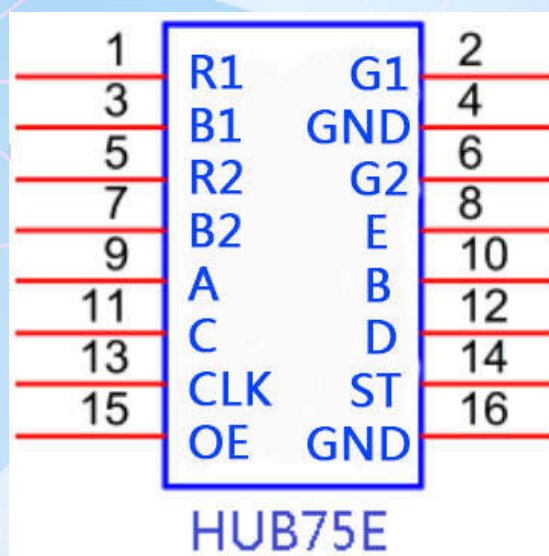 1 R1 G1 2
3 B1 GND 4
5 R2 G2 6
7 B2 E 8
9 A B 10
11 C D 12
13 CLK ST 14
15 OE GND 16
HUB75E